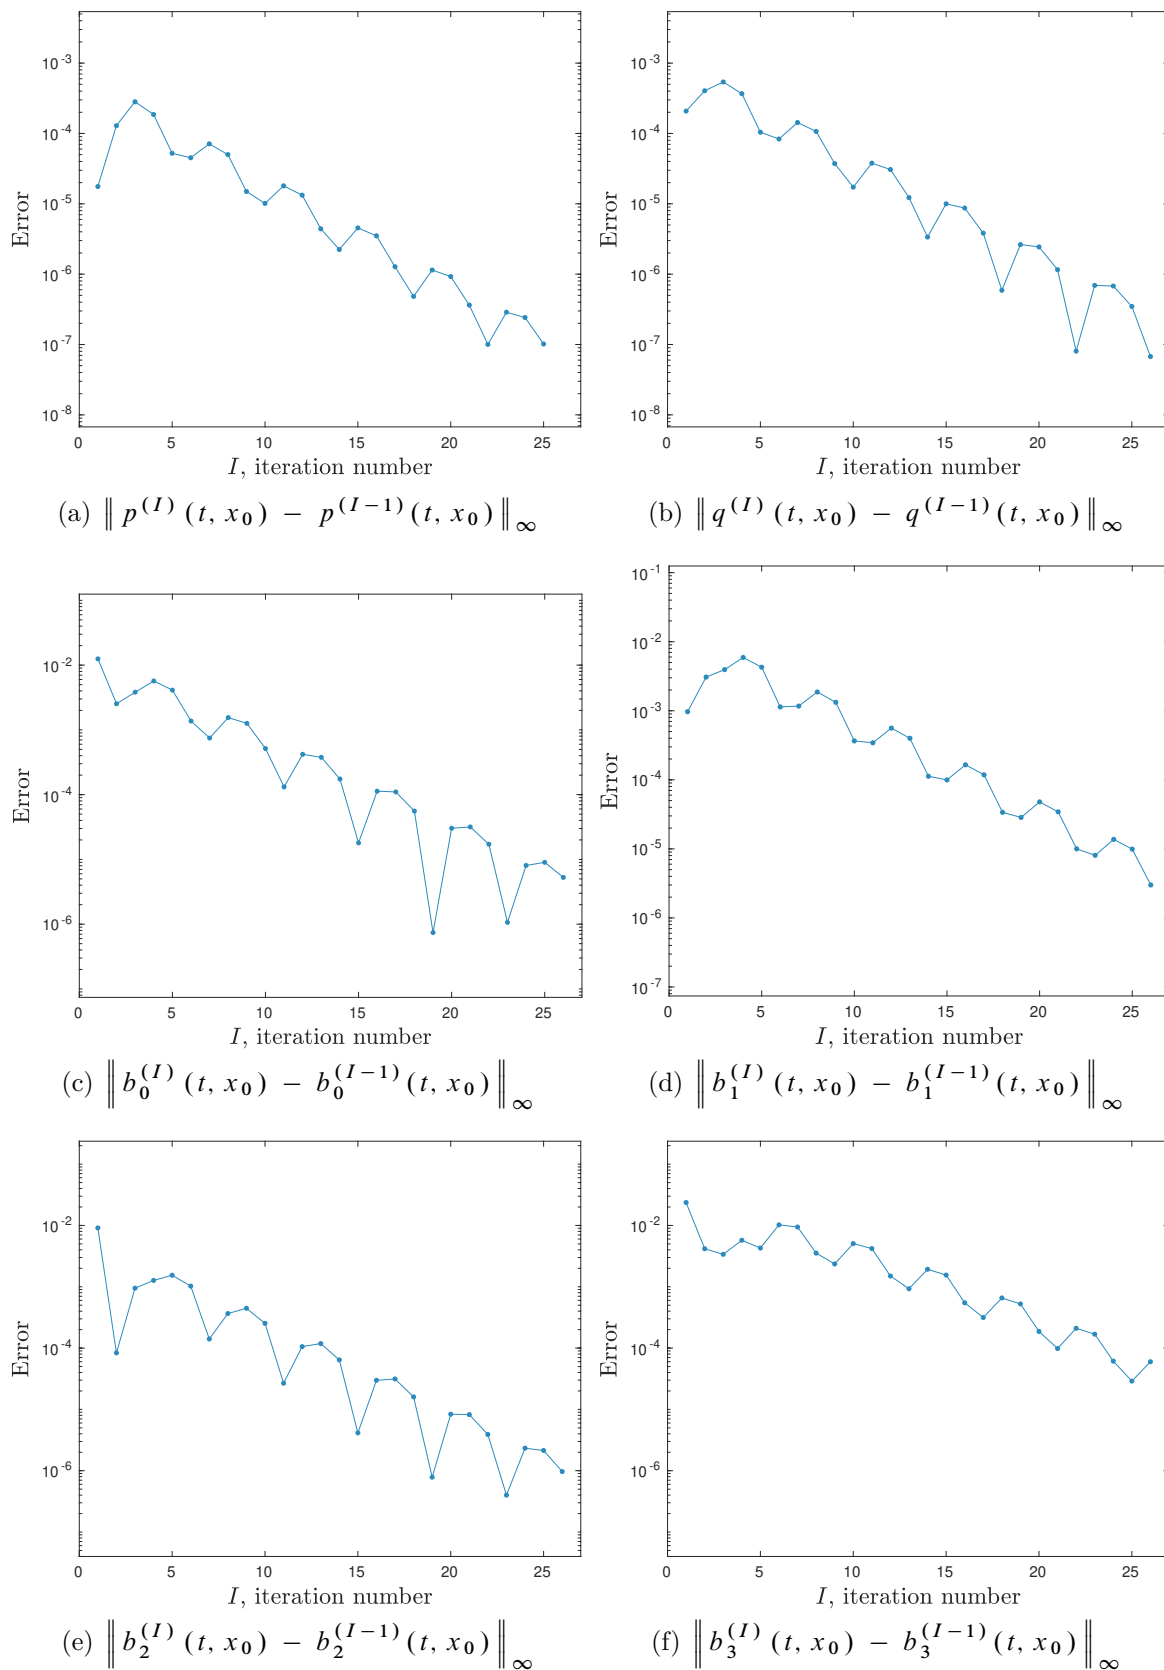 10^-3
10^-4
10^-5
10^-6
10^-7
10^-8
Error
0 5 10 15 20 25
I, iteration number
(a) ‖ p^(I) (t, x_0) − p^(I−1) (t, x_0) ‖_∞
10^-3
10^-4
10^-5
10^-6
10^-7
10^-8
Error
0 5 10 15 20 25
I, iteration number
(b) ‖ q^(I) (t, x_0) − q^(I−1) (t, x_0) ‖_∞
10^-2
10^-4
10^-6
Error
0 5 10 15 20 25
I, iteration number
(c) ‖ b_0^(I) (t, x_0) − b_0^(I−1) (t, x_0) ‖_∞
10^-1
10^-2
10^-3
10^-4
10^-5
10^-6
10^-7
Error
0 5 10 15 20 25
I, iteration number
(d) ‖ b_1^(I) (t, x_0) − b_1^(I−1) (t, x_0) ‖_∞
10^-2
10^-4
10^-6
Error
0 5 10 15 20 25
I, iteration number
(e) ‖ b_2^(I) (t, x_0) − b_2^(I−1) (t, x_0) ‖_∞
10^-2
10^-4
10^-6
Error
0 5 10 15 20 25
I, iteration number
(f) ‖ b_3^(I) (t, x_0) − b_3^(I−1) (t, x_0) ‖_∞